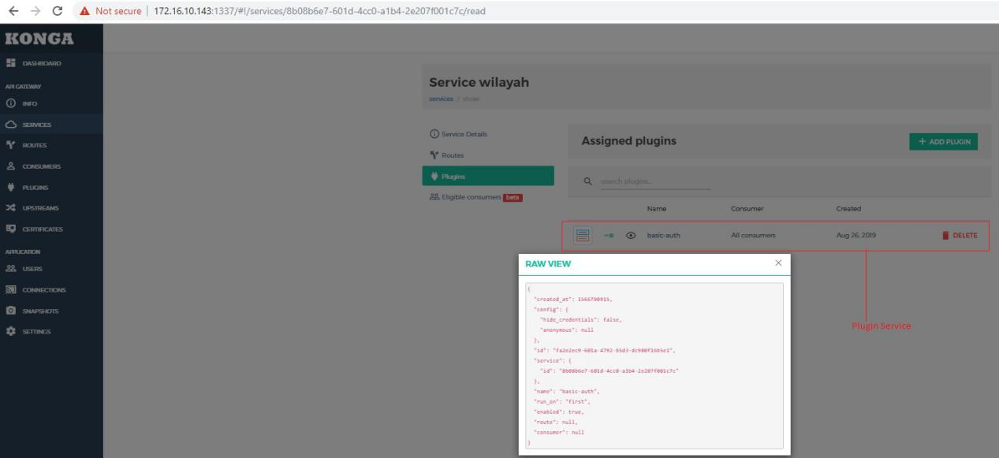 Not secure | 172.16.10.143:1337/#!/services/8b08b6e7-601d-4cc0-a1b4-2e207f001c7c/read
KONGA
DASHBOARD
API GATEWAY
INFO
SERVICES
ROUTES
CONSUMERS
PLUGINS
UPSTREAMS
CERTIFICATES
APPLICATION
USERS
CONNECTIONS
SNAPSHOTS
SETTINGS
Service wilayah
services / show
Service Details
Routes
Plugins
Eligible consumers beta
Assigned plugins
+ ADD PLUGIN
search plugins...
Name Consumer Created
basic-auth All consumers Aug 26, 2019 DELETE
Plugin Service
RAW VIEW
{
"created_at": 1566790915,
"config": {
"hide_credentials": false,
"anonymous": null
},
"id": "fa2e2ec9-601a-4792-b5d3-dc900f16b5e1",
"service": {
"id": "8b08b6e7-601d-4cc0-a1b4-2e207f001c7c"
},
"name": "basic-auth",
"run_on": "first",
"enabled": true,
"route": null,
"consumer": null
}